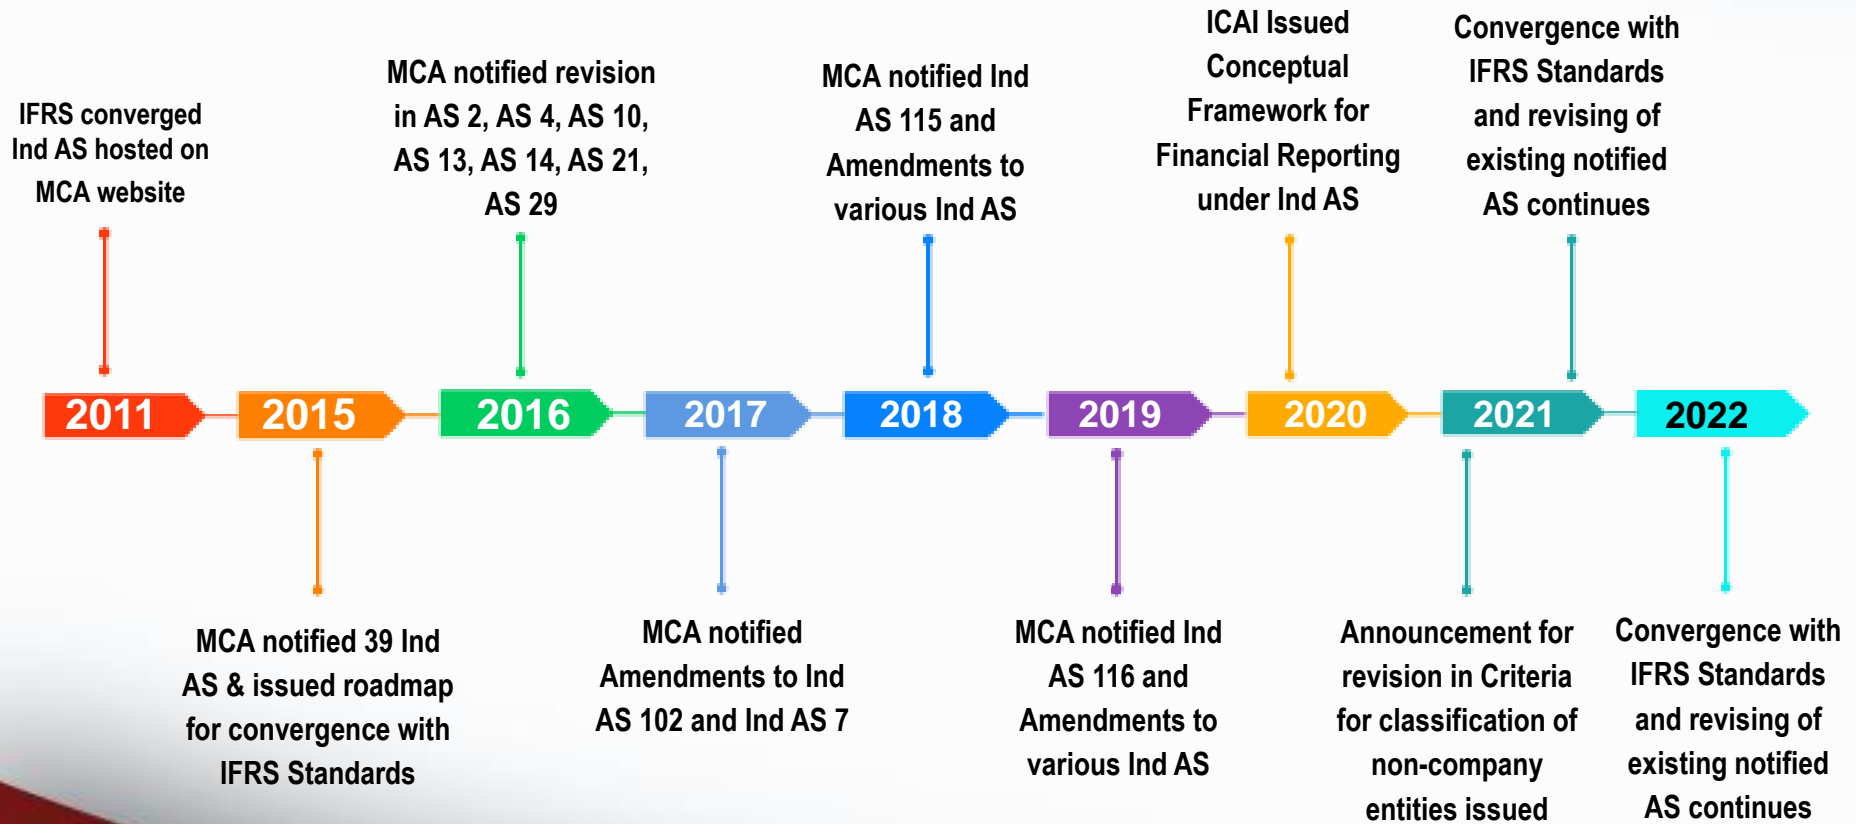 IFRS converged
Ind AS hosted on
MCA website
MCA notified revision
in AS 2, AS 4, AS 10,
AS 13, AS 14, AS 21,
AS 29
MCA notified Ind
AS 115 and
Amendments to
various Ind AS
ICAI Issued
Conceptual
Framework for
Financial Reporting
under Ind AS
Convergence with
IFRS Standards
and revising of
existing notified
AS continues
2011
2015
2016
2017
2018
2019
2020
2021
2022
MCA notified 39 Ind
AS & issued roadmap
for convergence with
IFRS Standards
MCA notified
Amendments to Ind
AS 102 and Ind AS 7
MCA notified Ind
AS 116 and
Amendments to
various Ind AS
Announcement for
revision in Criteria
for classification of
non-company
entities issued
Convergence with
IFRS Standards
and revising of
existing notified
AS continues